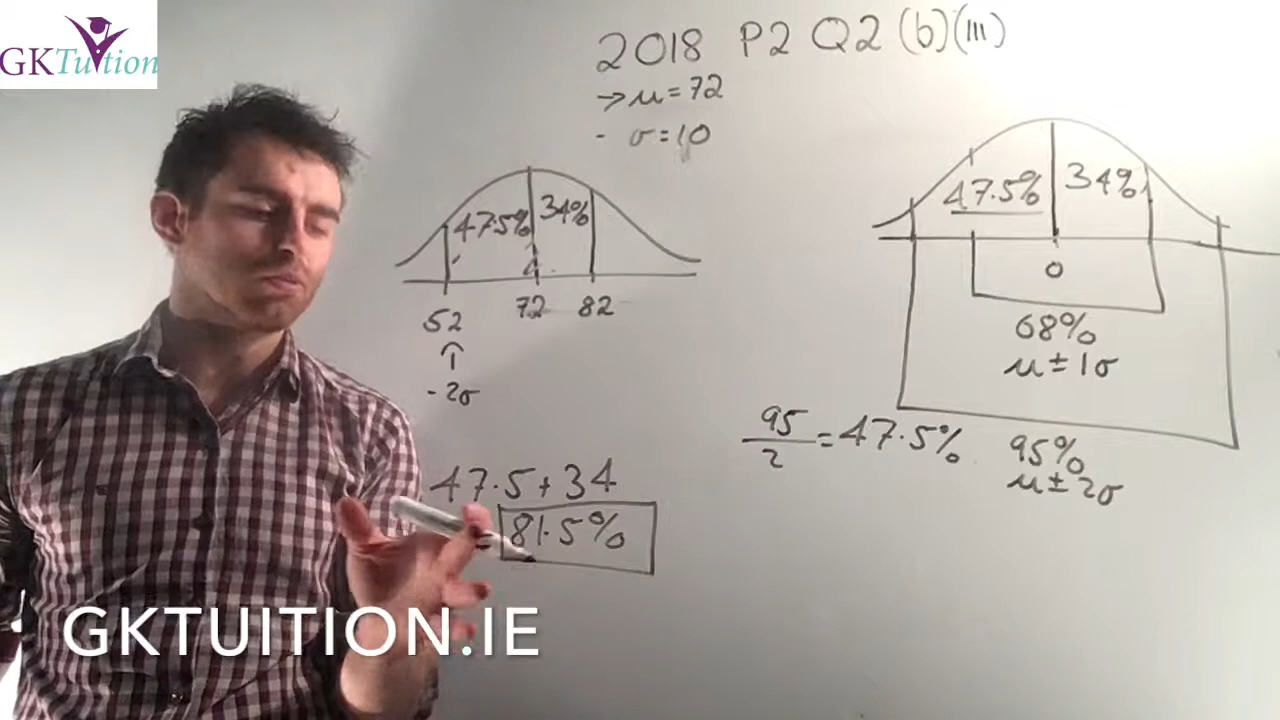 GKTuition
2018 P2 Q2 (b)(iii)
→ μ = 72
- σ = 10
47.5% 34%
52 72 82
↑
-2σ
47.5 + 34
= 81.5%
47.5% 34%
0
68%
μ ± 1σ
95/2 = 47.5%
95%
μ ± 2σ
GKTUITION.IE